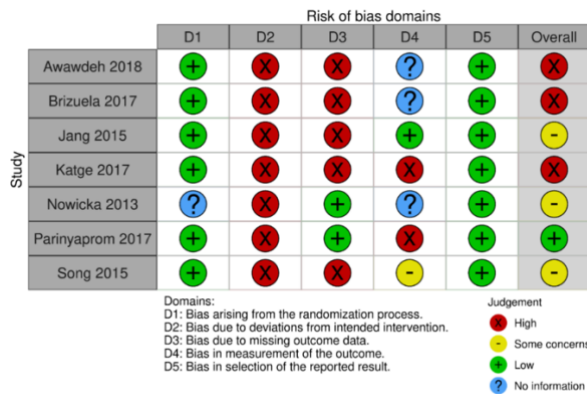 Risk of bias domains
D1 D2 D3 D4 D5 Overall
Study
Awawdeh 2018 + X X ? + X
Brizuela 2017 + X X ? + X
Jang 2015 + X X + + -
Katge 2017 + X X X + X
Nowicka 2013 ? X + ? + -
Parinyaprom 2017 + X + X + +
Song 2015 + X X - + -
Domains:
D1: Bias arising from the randomization process.
D2: Bias due to deviations from intended intervention.
D3: Bias due to missing outcome data.
D4: Bias in measurement of the outcome.
D5: Bias in selection of the reported result.
Judgement
X High
- Some concerns
+ Low
? No information